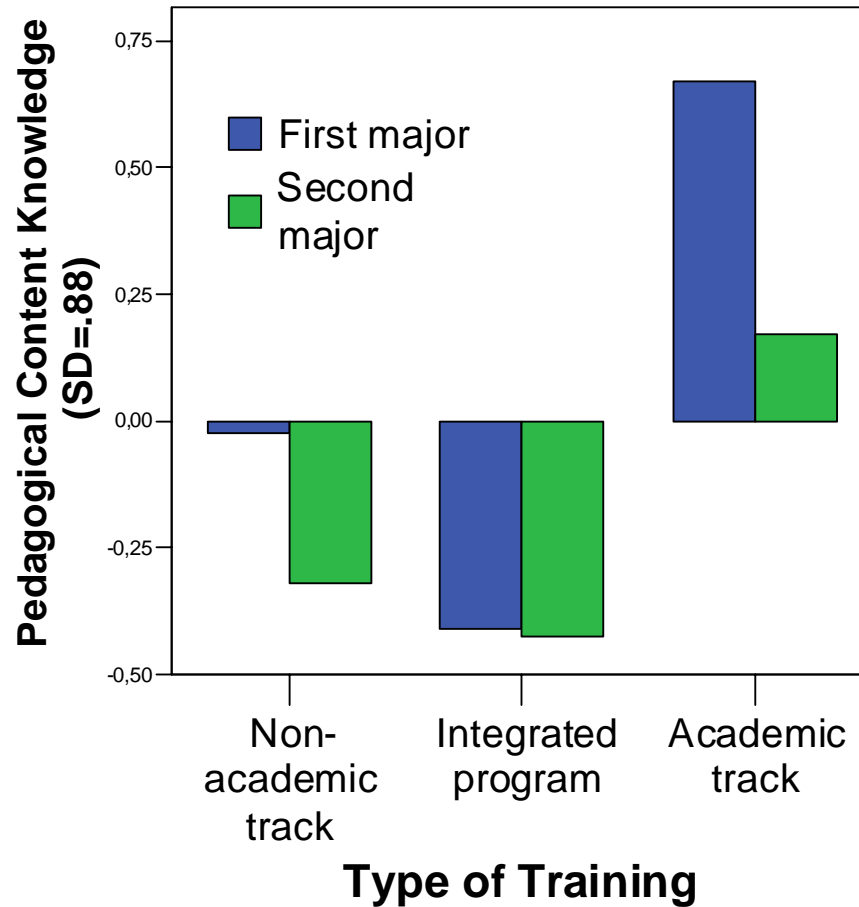 Pedagogical Content Knowledge
(SD=.88)
0,75
0,50
0,25
0,00
-0,25
-0,50
First major
Second
major
Non-
academic
track
Integrated
program
Academic
track
Type of Training